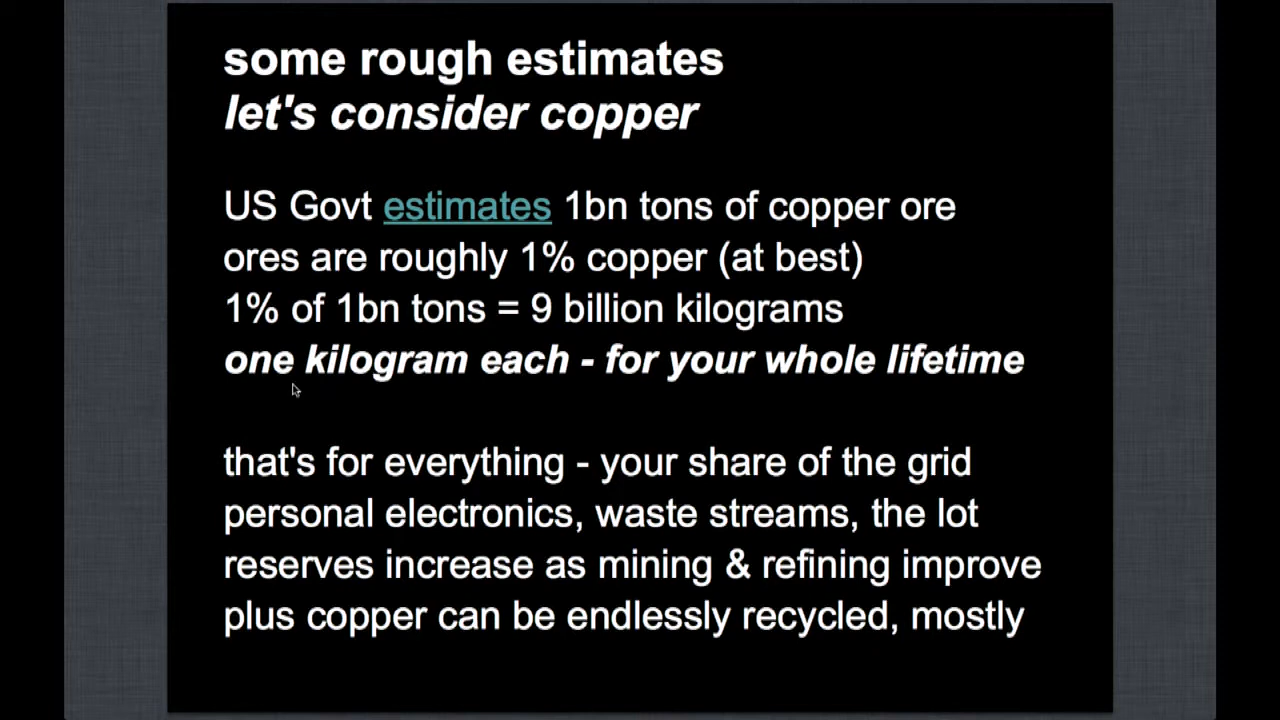 some rough estimates
let's consider copper
US Govt estimates 1bn tons of copper ore
ores are roughly 1% copper (at best)
1% of 1bn tons = 9 billion kilograms
one kilogram each - for your whole lifetime
that's for everything - your share of the grid
personal electronics, waste streams, the lot
reserves increase as mining & refining improve
plus copper can be endlessly recycled, mostly